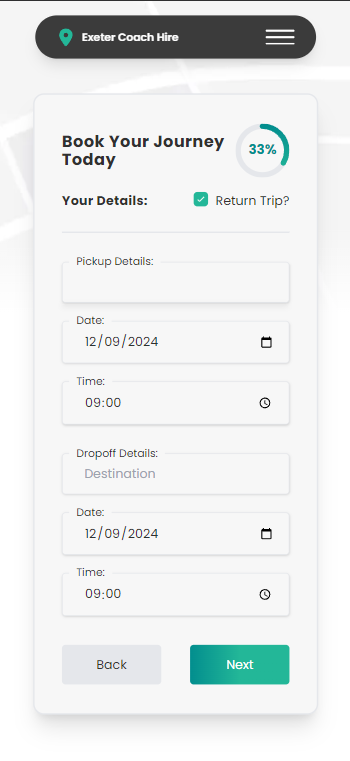 Exeter Coach Hire
Book Your Journey
Today
33%
Your Details:
Return Trip?
Pickup Details:
Date:
12/09/2024
Time:
09:00
Dropoff Details:
Destination
Date:
12/09/2024
Time:
09:00
Back
Next